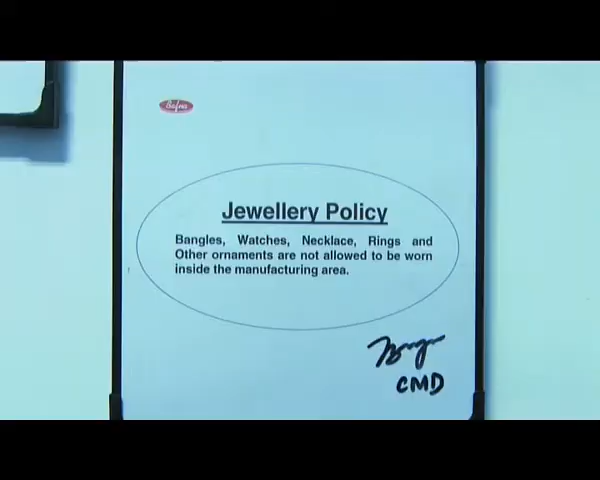 Safna
Jewellery Policy
Bangles, Watches, Necklace, Rings and
Other ornaments are not allowed to be worn
inside the manufacturing area.
CMD